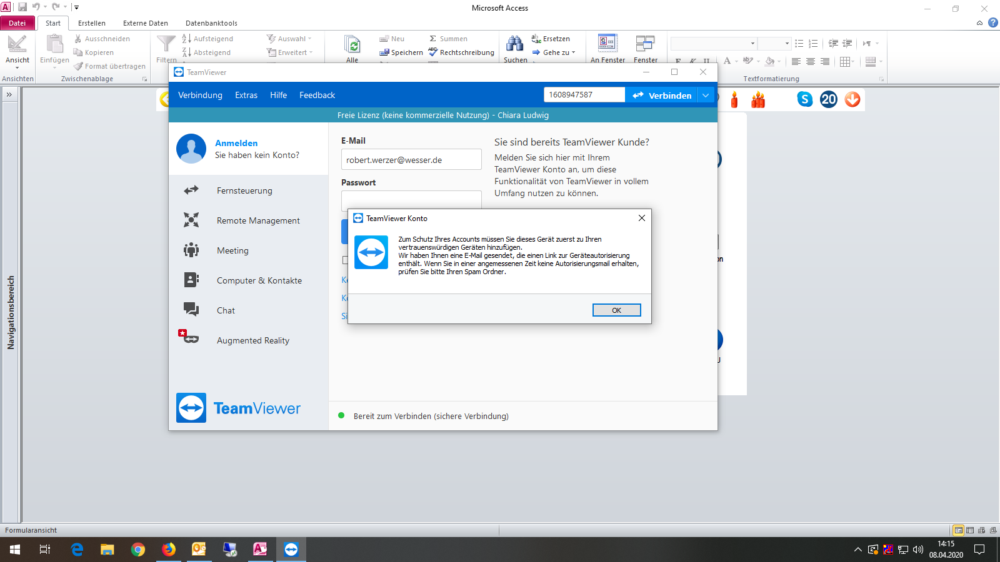 Microsoft Access
Datei
Start
Erstellen
Externe Daten
Datenbanktools
Ansicht
Ansichten
Einfügen
Ausschneiden
Kopieren
Format übertragen
Zwischenablage
Filtern
Aufsteigend
Absteigend
Auswahl
Erweitert
Alle
Neu
Speichern
Summen
Rechtschreibung
Suchen
Ersetzen
Gehe zu
An Fenster
Fenster
Textformatierung
TeamViewer
Verbindung
Extras
Hilfe
Feedback
1608947587
Verbinden
Freie Lizenz (keine kommerzielle Nutzung) - Chiara Ludwig
20
Anmelden
Sie haben kein Konto?
Fernsteuerung
Remote Management
Meeting
Computer & Kontakte
Chat
Augmented Reality
TeamViewer
E-Mail
robert.werzer@wesser.de
Passwort
Sie sind bereits TeamViewer Kunde?
Melden Sie sich hier mit Ihrem
TeamViewer Konto an, um diese
Funktionalität von TeamViewer in vollem
Umfang nutzen zu können.
TeamViewer Konto
Zum Schutz Ihres Accounts müssen Sie dieses Gerät zuerst zu Ihren
vertrauenswürdigen Geräten hinzufügen.
Wir haben Ihnen eine E-Mail gesendet, die einen Link zur Geräteautorisierung
enthält. Wenn Sie in einer angemessenen Zeit keine Autorisierungsmail erhalten,
prüfen Sie bitte Ihren Spam Ordner.
OK
Bereit zum Verbinden (sichere Verbindung)
Navigationsbereich
Formularansicht
14:15
08.04.2020